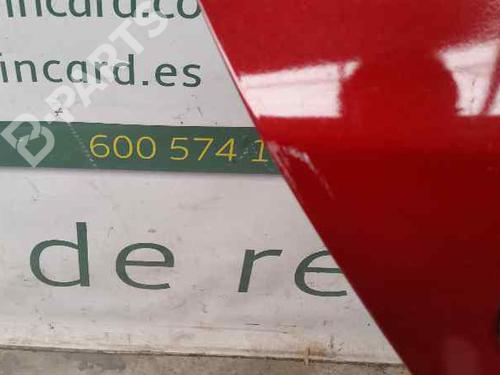 incard.co
incard.es
B-PARTS
600 574 1
de re